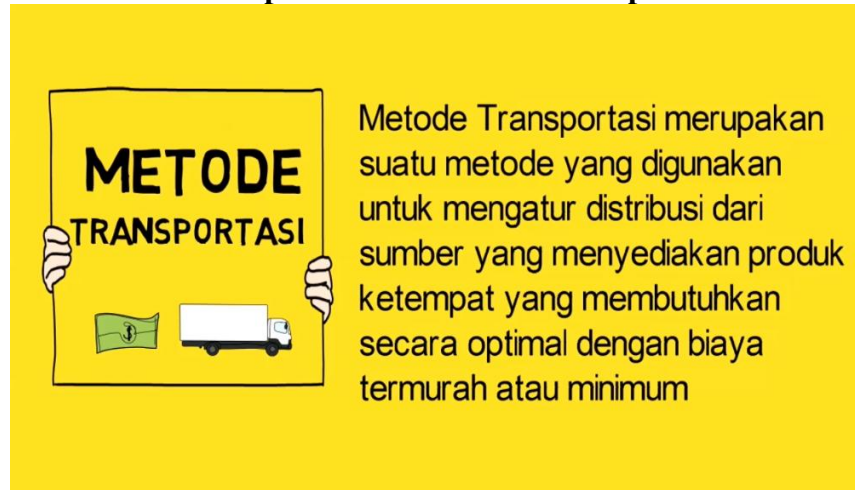 METODE
TRANSPORTASI
$
Metode Transportasi merupakan
suatu metode yang digunakan
untuk mengatur distribusi dari
sumber yang menyediakan produk
ketempat yang membutuhkan
secara optimal dengan biaya
termurah atau minimum